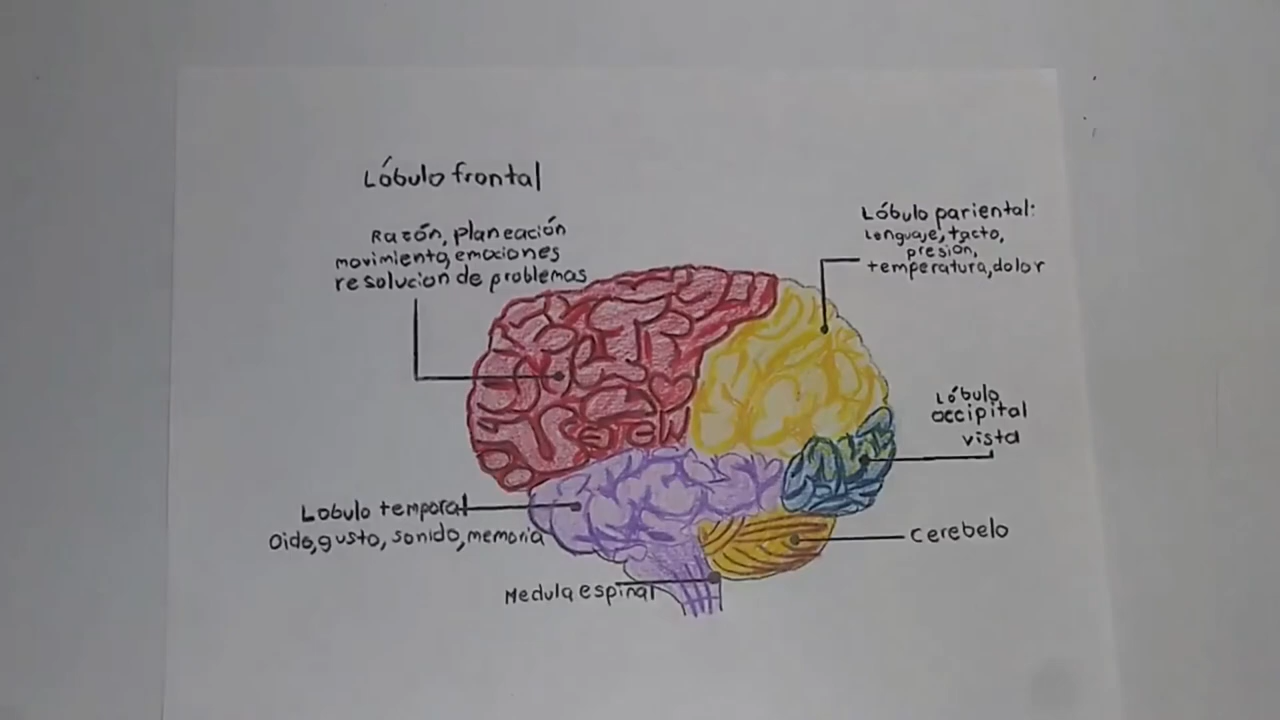 Lóbulo frontal
Razón, planeación
movimiento, emociones
resolucion de problemas
Lóbulo pariental:
Lenguaje, tacto,
presión,
temperatura, dolor
Lóbulo
occipital
vista
Lobulo temporal
Oido, gusto, sonido, memoria
Cerebelo
Medula espinal